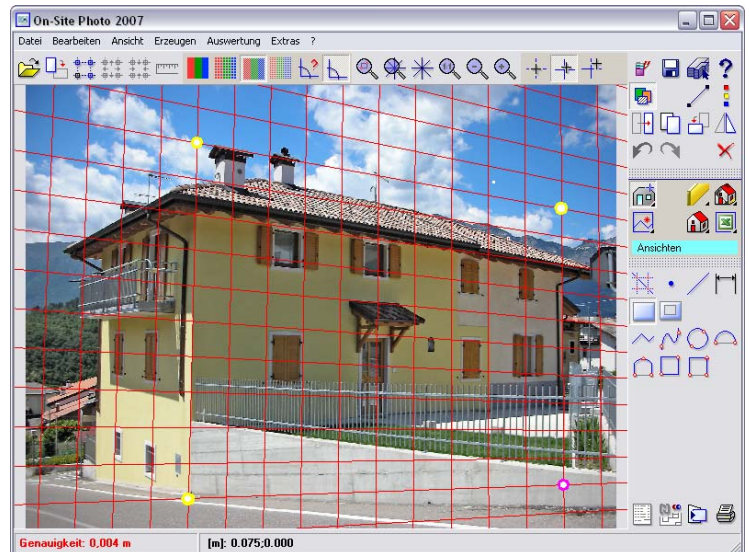 On-Site Photo 2007
Datei Bearbeiten Ansicht Erzeugen Auswertung Extras ?
Ansichten
Genauigkeit: 0,004 m [m]: 0.075;0.000